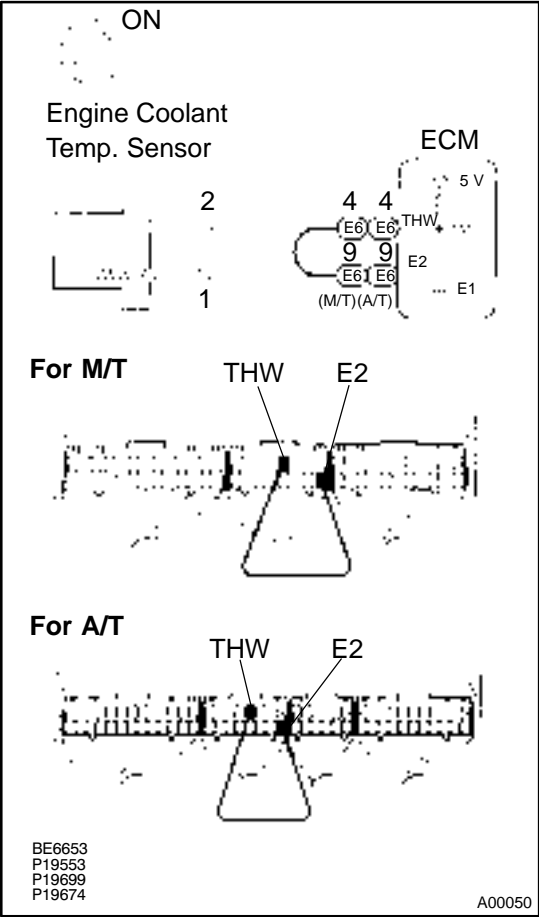 ON
Engine Coolant
Temp. Sensor
ECM
5 V
2
4 4
THW
E6 E6
9 9
E2
E6 E6
1
E1
(M/T)(A/T)
For M/T
THW E2
For A/T
THW E2
BE6653
P19553
P19699
P19674
A00050